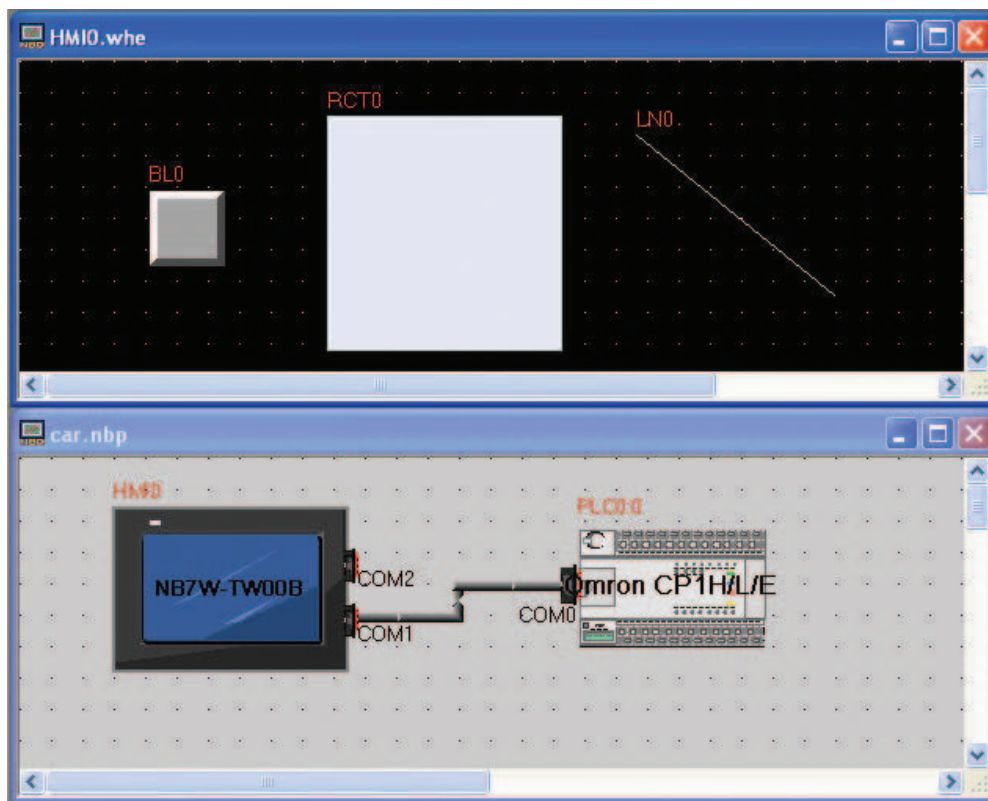 HMI0.whe
RCT0
LN0
BL0
car.nbp
HMI0
PLC0:0
NB7W-TW00B
COM2
Omron CP1H/L/E
COM0
COM1